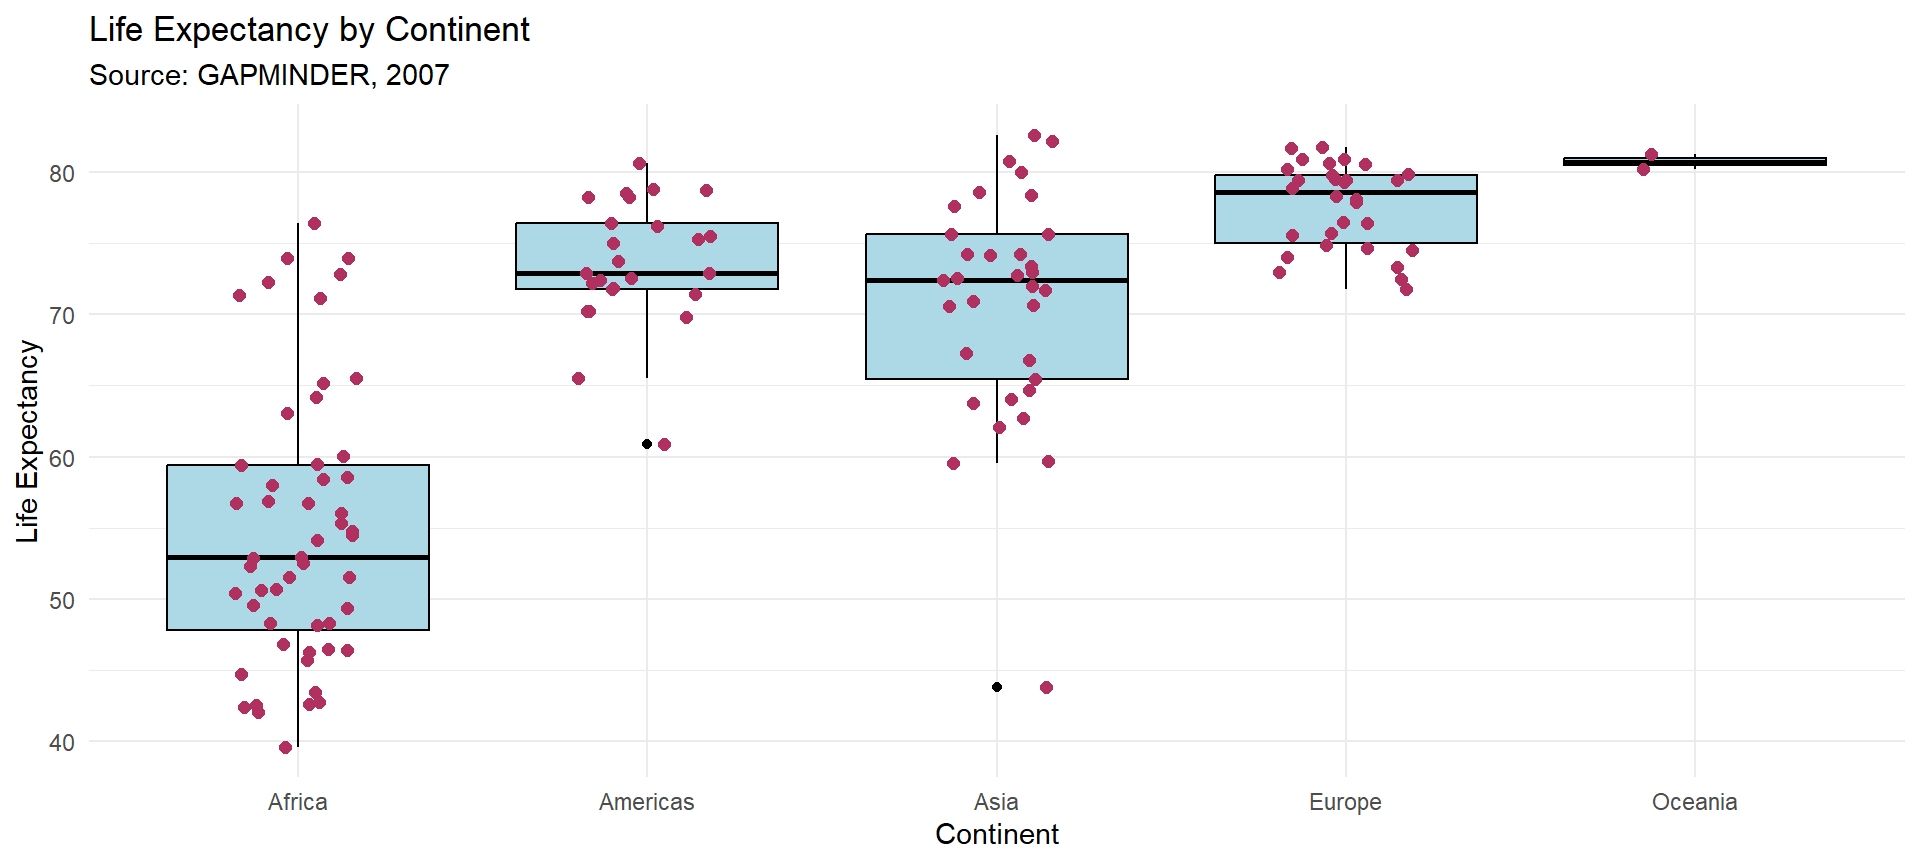 Life Expectancy by Continent
Source: GAPMINDER, 2007
Life Expectancy
80
70
60
50
40
Africa
Americas
Asia
Europe
Oceania
Continent